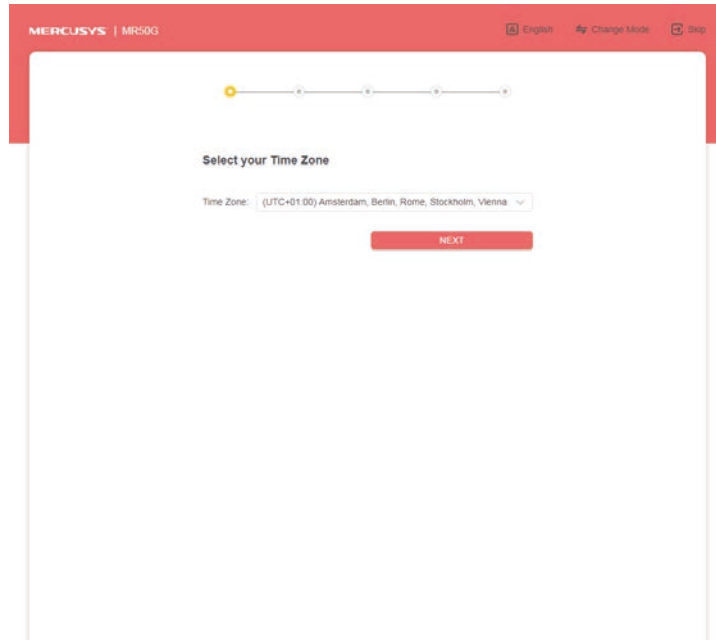 MERCUSYS | MR50G
English
Change Mode
Skip
Select your Time Zone
Time Zone: (UTC+01:00) Amsterdam, Berlin, Rome, Stockholm, Vienna
NEXT